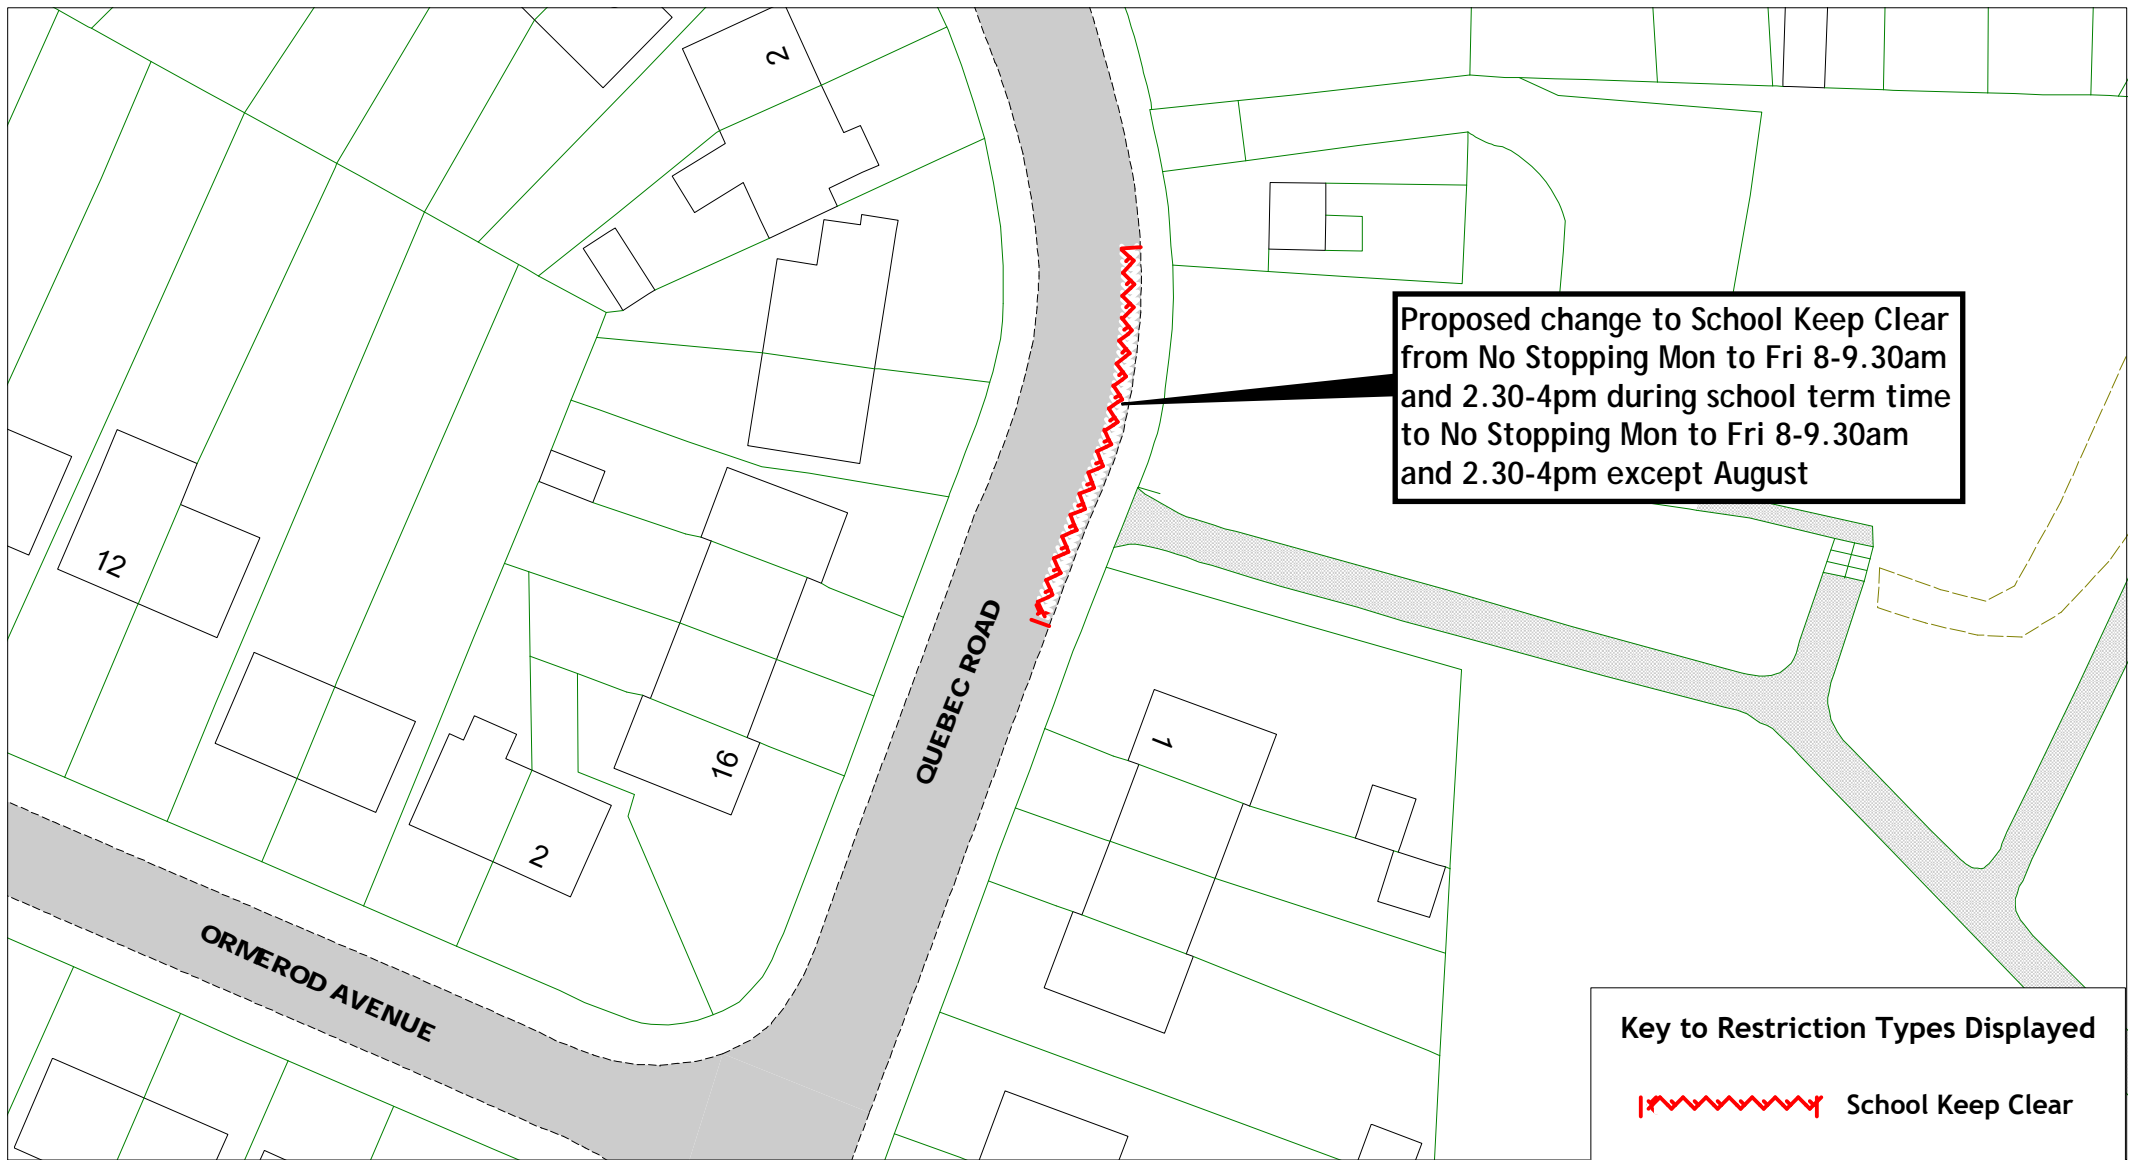 2
Proposed change to School Keep Clear
from No Stopping Mon to Fri 8-9.30am
and 2.30-4pm during school term time
to No Stopping Mon to Fri 8-9.30am
and 2.30-4pm except August
12
QUEBEC ROAD
16
1
2
ORMEROD AVENUE
Key to Restriction Types Displayed
School Keep Clear